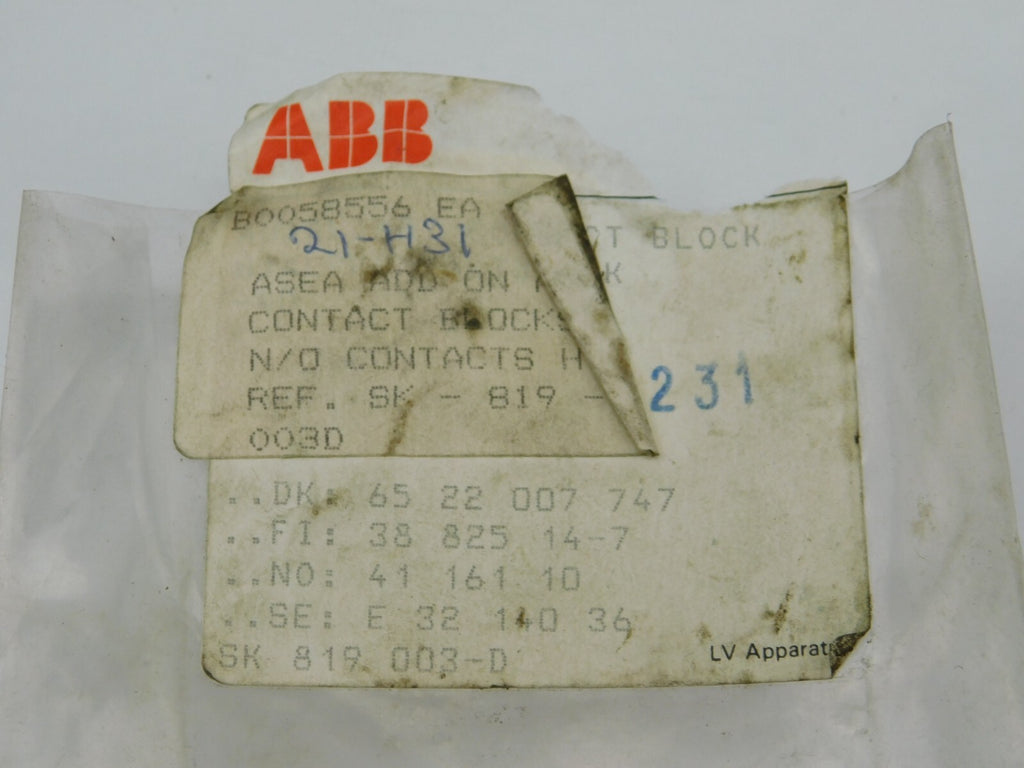 ABB
B0058556 EA
21-H31
CT BLOCK
ASEA ADD ON
K
CONTACT BLOCKS
N/O CONTACTS H
REF. SK - 819 -
003D
231
..DK: 65 22 007 747
..FI: 38 825 14-7
..NO: 41 161 10
..SE: E 32 140 36
SK 819 003-D
LV Apparat